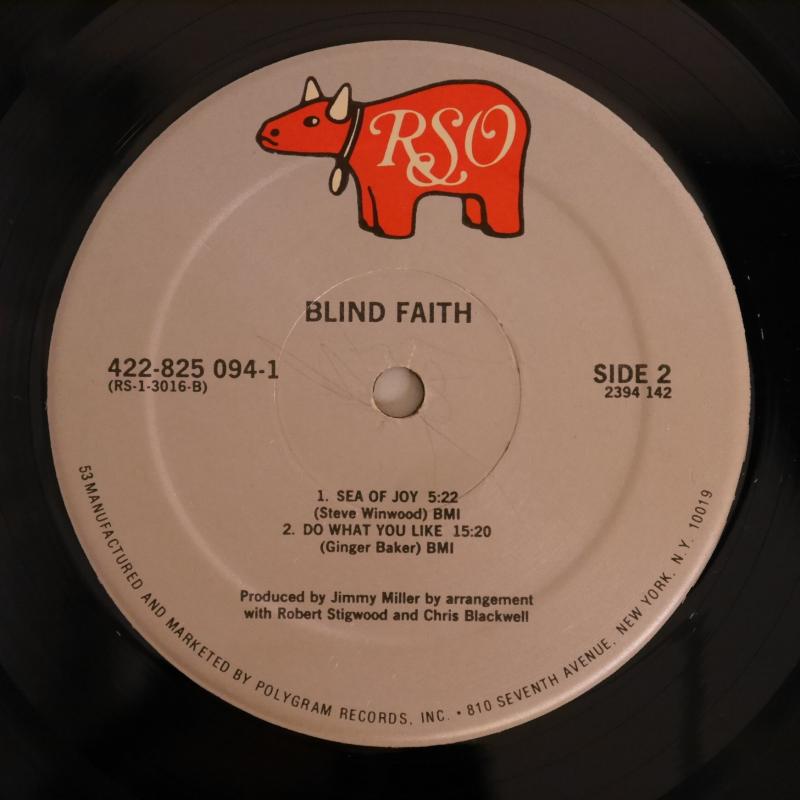 RSO
BLIND FAITH
422-825 094-1
(RS-1-3016-B)
SIDE 2
2394 142
1. SEA OF JOY 5:22
(Steve Winwood) BMI
2. DO WHAT YOU LIKE 15:20
(Ginger Baker) BMI
Produced by Jimmy Miller by arrangement
with Robert Stigwood and Chris Blackwell
53 MANUFACTURED AND MARKETED BY POLYGRAM RECORDS, INC. • 810 SEVENTH AVENUE, NEW YORK, N.Y. 10019